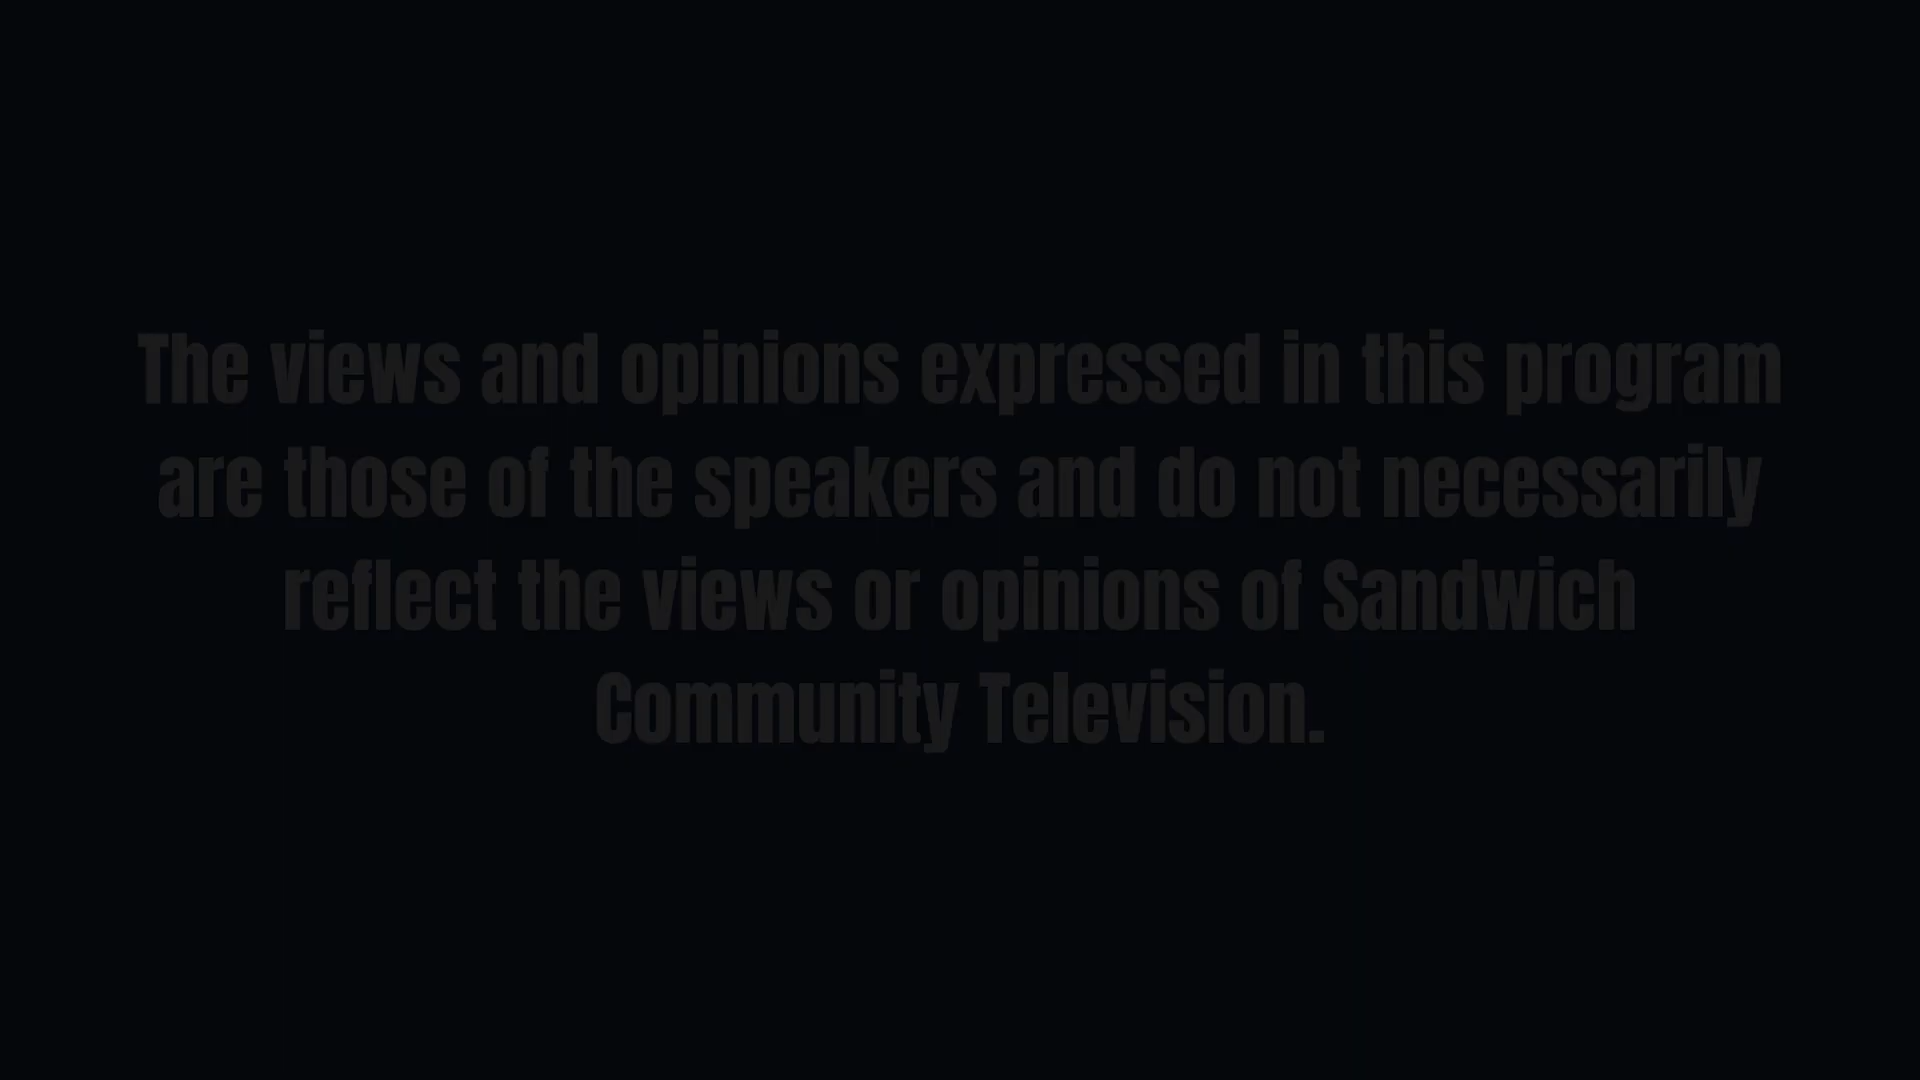 The views and opinions expressed in this program
are those of the speakers and do not necessarily
reflect the views or opinions of Sandwich
Community Television.